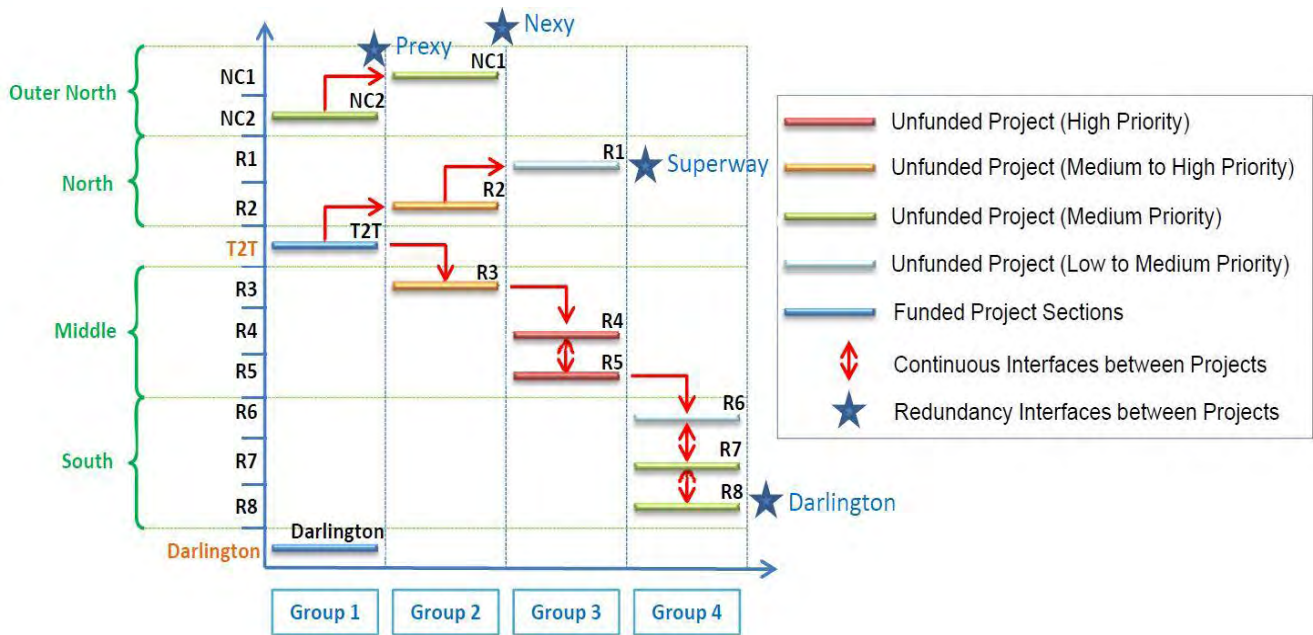 Nexy
Prexy
Outer North
NC1
NC1
NC2
NC2
North
R1
R1
Superway
R2
R2
T2T
T2T
Middle
R3
R3
R4
R4
R5
R5
South
R6
R6
R7
R7
R8
R8
Darlington
Darlington
Darlington
Group 1
Group 2
Group 3
Group 4
Unfunded Project (High Priority)
Unfunded Project (Medium to High Priority)
Unfunded Project (Medium Priority)
Unfunded Project (Low to Medium Priority)
Funded Project Sections
Continuous Interfaces between Projects
Redundancy Interfaces between Projects